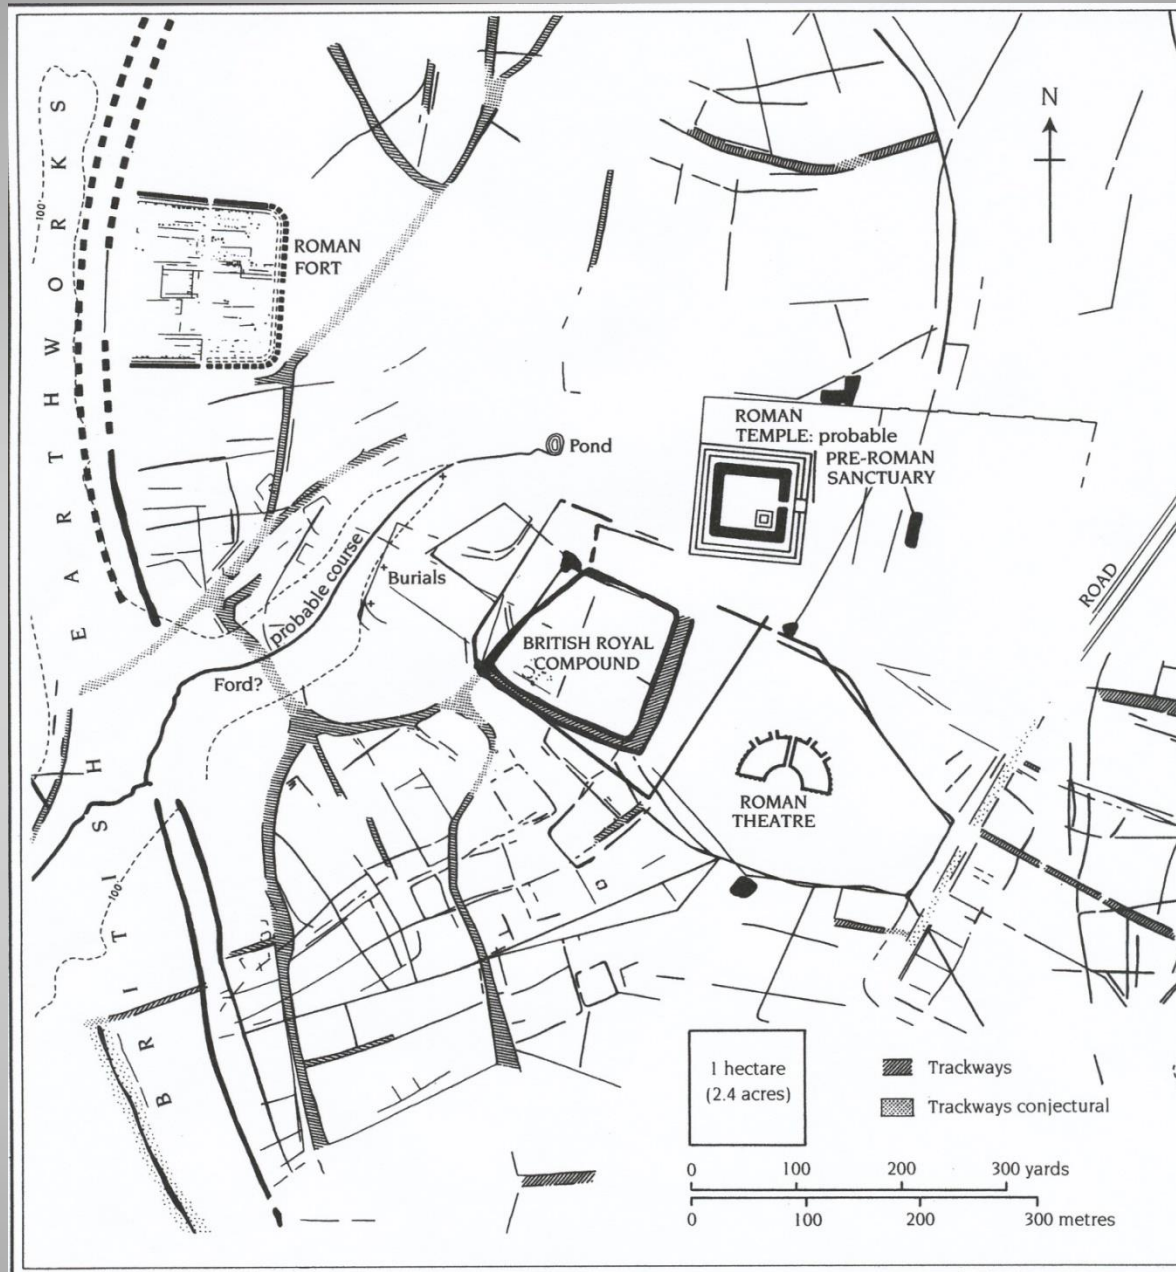 N
BRITISH EARTHWORKS
100'
ROMAN
FORT
Pond
ROMAN
TEMPLE: probable
PRE-ROMAN
SANCTUARY
probable course
Burials
BRITISH ROYAL
COMPOUND
ROAD
Ford?
ROMAN
THEATRE
100'
1 hectare
(2.4 acres)
Trackways
Trackways conjectural
0 100 200 300 yards
0 100 200 300 metres